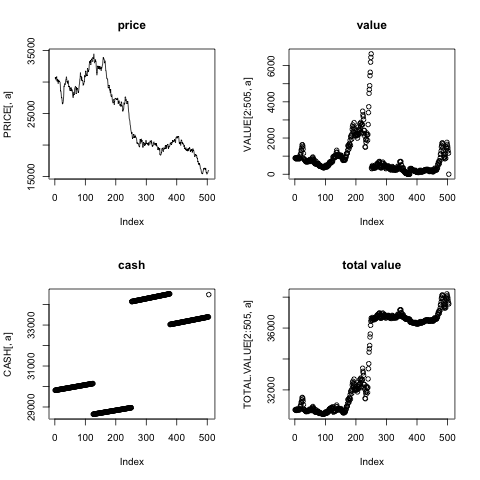 price
PRICE[, a]
35000
25000
15000
0 100 200 300 400 500
Index
value
VALUE[2:505, a]
6000
4000
2000
0
0 100 200 300 400 500
Index
cash
CASH[, a]
33000
31000
29000
0 100 200 300 400 500
Index
total value
TOTAL.VALUE[2:505, a]
36000
32000
0 100 200 300 400 500
Index